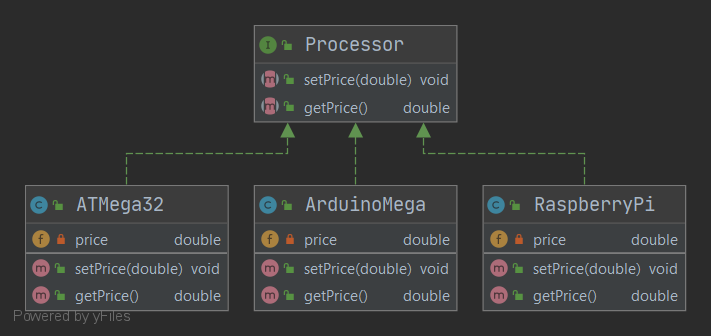 Processor
setPrice(double) void
getPrice() double
ATMega32
price double
setPrice(double) void
getPrice() double
ArduinoMega
price double
setPrice(double) void
getPrice() double
RaspberryPi
price double
setPrice(double) void
getPrice() double
Powered by yFiles